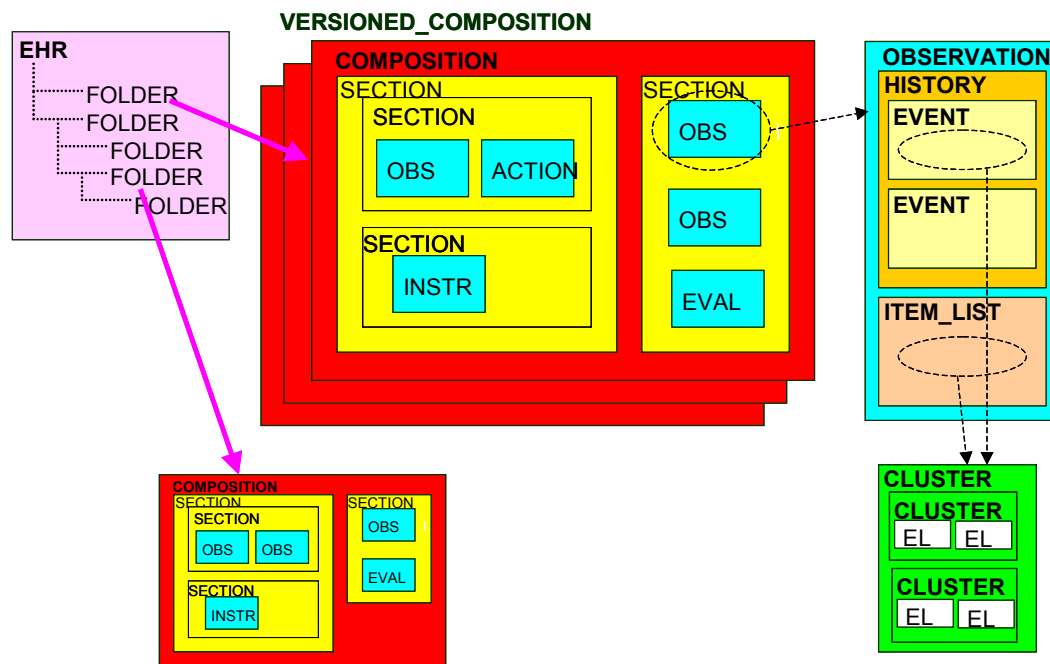 VERSIONED_COMPOSITION
EHR
FOLDER
FOLDER
FOLDER
FOLDER
FOLDER
COMPOSITION
SECTION
SECTION
OBS
ACTION
SECTION
INSTR
SECTION
OBS
OBS
EVAL
OBSERVATION
HISTORY
EVENT
EVENT
ITEM_LIST
CLUSTER
CLUSTER
EL EL
CLUSTER
EL EL
COMPOSITION
SECTION
SECTION
OBS OBS
SECTION
INSTR
SECTION
OBS
EVAL